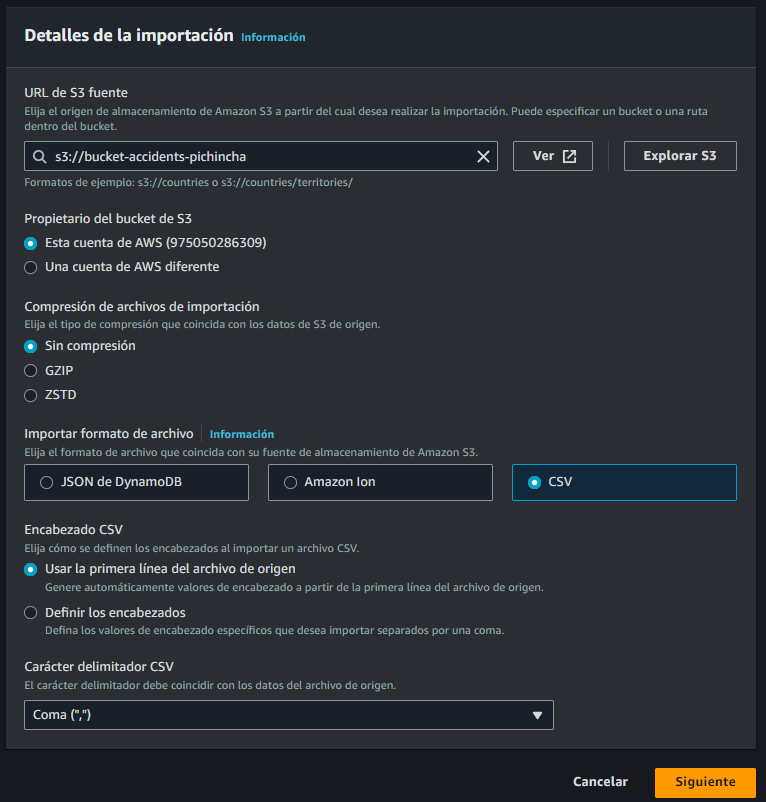 Detalles de la importación Información
URL de S3 fuente
Elija el origen de almacenamiento de Amazon S3 a partir del cual desea realizar la importación. Puede especificar un bucket o una ruta
dentro del bucket.
s3://bucket-accidents-pichincha
Ver
Explorar S3
Formatos de ejemplo: s3://countries o s3://countries/territories/
Propietario del bucket de S3
Esta cuenta de AWS (975050286309)
Una cuenta de AWS diferente
Compresión de archivos de importación
Elija el tipo de compresión que coincida con los datos de S3 de origen.
Sin compresión
GZIP
ZSTD
Importar formato de archivo Información
Elija el formato de archivo que coincida con su fuente de almacenamiento de Amazon S3.
JSON de DynamoDB
Amazon Ion
CSV
Encabezado CSV
Elija cómo se definen los encabezados al importar un archivo CSV.
Usar la primera línea del archivo de origen
Genere automáticamente valores de encabezado a partir de la primera línea del archivo de origen.
Definir los encabezados
Defina los valores de encabezado específicos que desea importar separados por una coma.
Carácter delimitador CSV
El carácter delimitador debe coincidir con los datos del archivo de origen.
Coma (",")
Cancelar
Siguiente